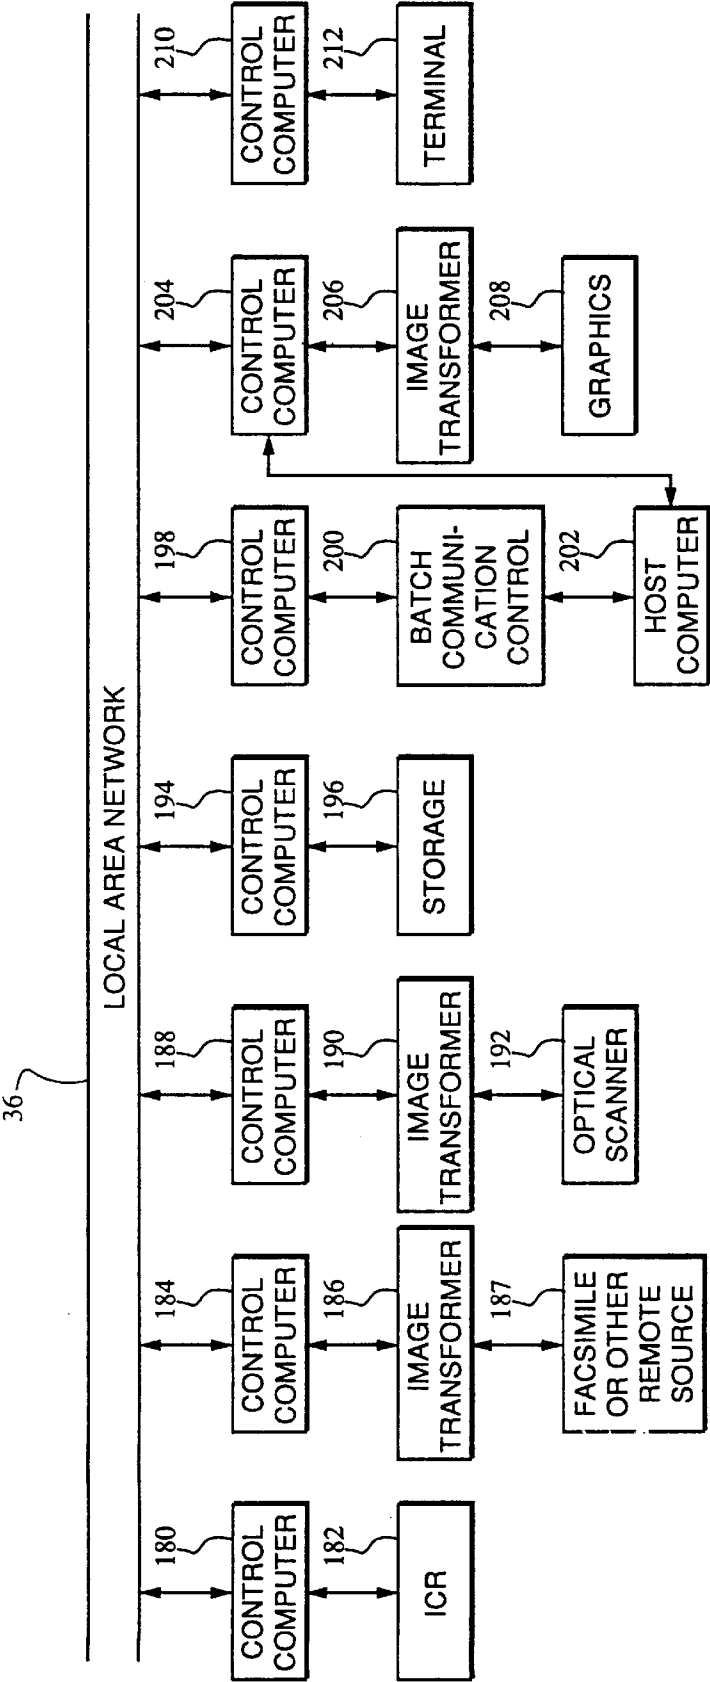 36
LOCAL AREA NETWORK
180
CONTROL
COMPUTER
182
ICR
184
CONTROL
COMPUTER
186
IMAGE
TRANSFORMER
187
FACSIMILE
OR OTHER
REMOTE
SOURCE
188
CONTROL
COMPUTER
190
IMAGE
TRANSFORMER
192
OPTICAL
SCANNER
194
CONTROL
COMPUTER
196
STORAGE
198
CONTROL
COMPUTER
200
BATCH
COMMUNI-
CATION
CONTROL
202
HOST
COMPUTER
204
CONTROL
COMPUTER
206
IMAGE
TRANSFORMER
208
GRAPHICS
210
CONTROL
COMPUTER
212
TERMINAL